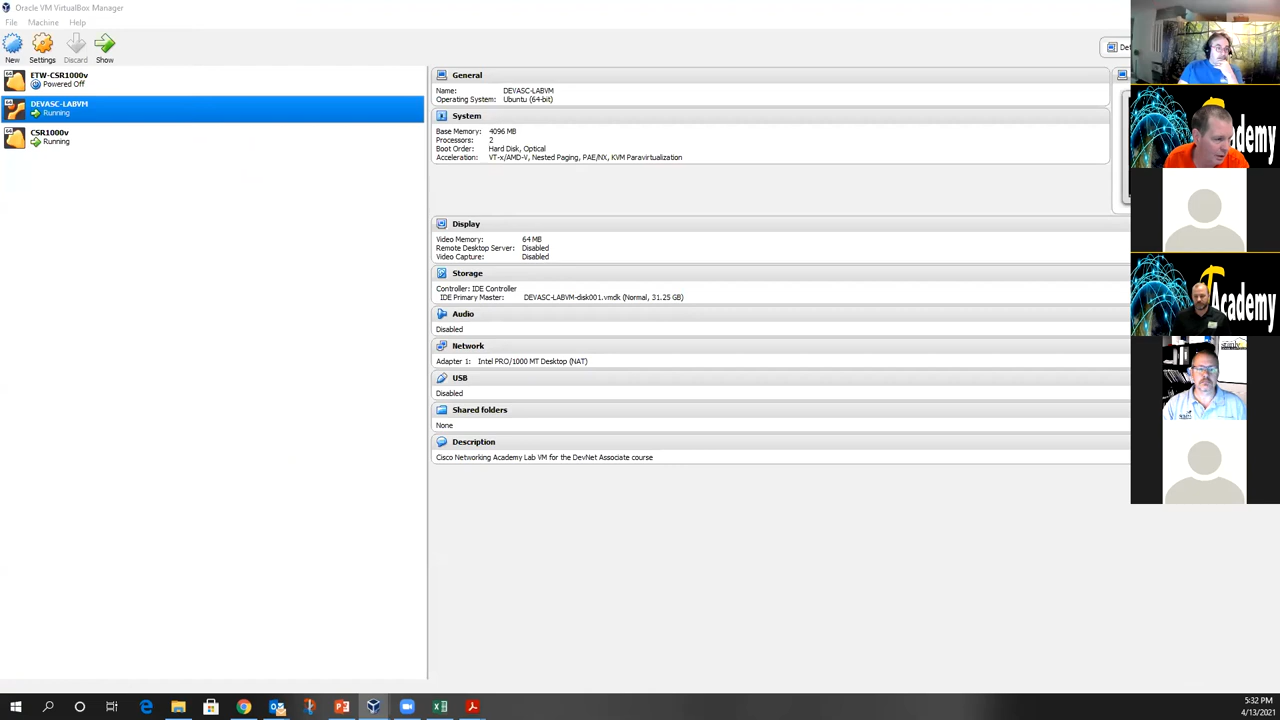 Oracle VM VirtualBox Manager
File Machine Help
New Settings Discard Show
Det
ETW-CSR1000v
Powered Off
DEVASC-LABVM
Running
CSR1000v
Running
General
Name: DEVASC-LABVM
Operating System: Ubuntu (64-bit)
System
Base Memory: 4096 MB
Processors: 2
Boot Order: Hard Disk, Optical
Acceleration: VT-x/AMD-V, Nested Paging, PAE/NX, KVM Paravirtualization
Display
Video Memory: 64 MB
Remote Desktop Server: Disabled
Video Capture: Disabled
Storage
Controller: IDE Controller
IDE Primary Master: DEVASC-LABVM-disk001.vmdk (Normal, 31.25 GB)
Audio
Disabled
Network
Adapter 1: Intel PRO/1000 MT Desktop (NAT)
USB
Disabled
Shared folders
None
Description
Cisco Networking Academy Lab VM for the DevNet Associate course
ademy
Academy
5:32 PM
4/13/2021